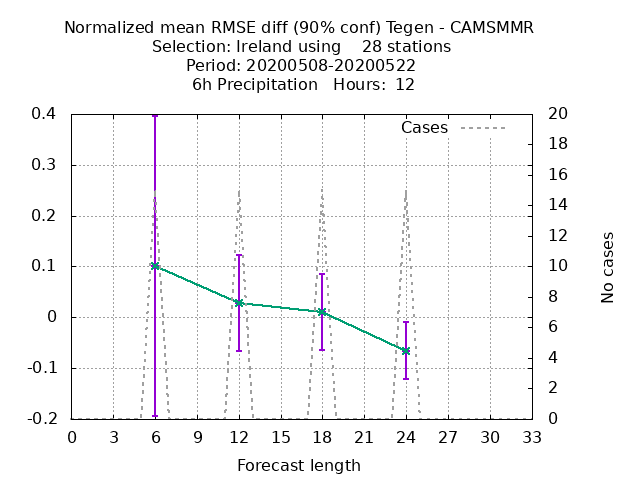 Normalized mean RMSE diff (90% conf) Tegen - CAMSMMR
Selection: Ireland using    28 stations
Period: 20200508-20200522
6h Precipitation   Hours:  12
Cases
0.4
0.3
0.2
0.1
0
-0.1
-0.2
20
18
16
14
12
10
8
6
4
2
0
No cases
0 3 6 9 12 15 18 21 24 27 30 33
Forecast length